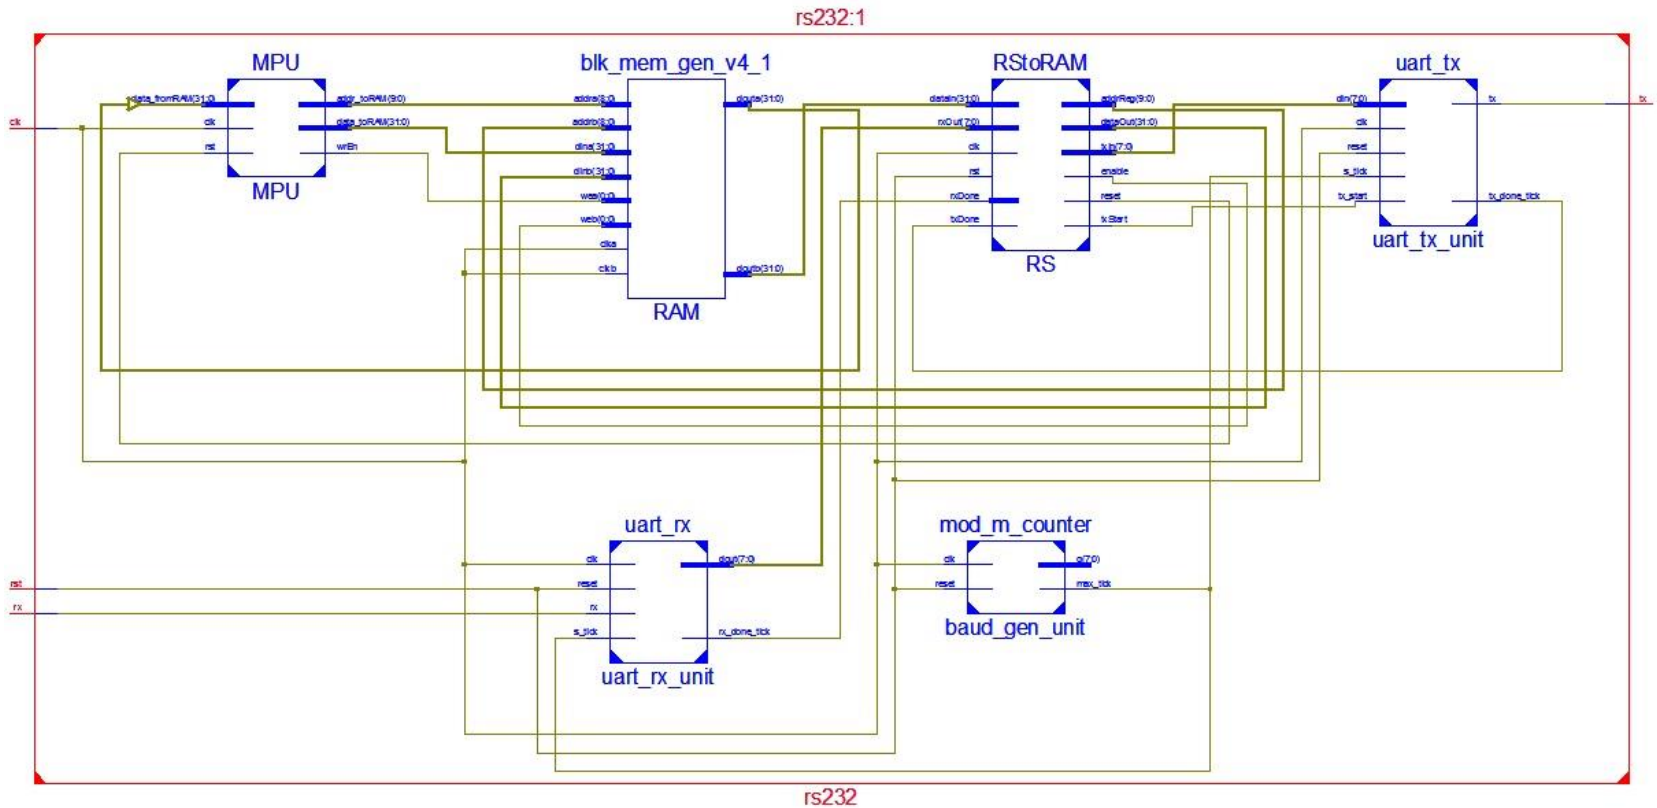 rs232:1
MPU
data_fromRAM(31:0)
clk
rst
addr_toRAM(9:0)
data_toRAM(31:0)
wrEn
MPU
blk_mem_gen_v4_1
addra(8:0)
addrb(8:0)
dina(31:0)
dinb(31:0)
wea(0:0)
web(0:0)
clka
clkb
douta(31:0)
doutb(31:0)
RAM
RStoRAM
dataIn(31:0)
rxOut(7:0)
clk
rst
rxDone
txDone
addrReg(9:0)
dataOut(31:0)
txIn(7:0)
enable
reset
txStart
RS
uart_tx
din(7:0)
clk
reset
s_tick
tx_start
tx
tx_done_tick
uart_tx_unit
clk
tx
uart_rx
clk
reset
rx
s_tick
dout(7:0)
rx_done_tick
uart_rx_unit
mod_m_counter
clk
reset
q(7:0)
max_tick
baud_gen_unit
rst
rx
rs232